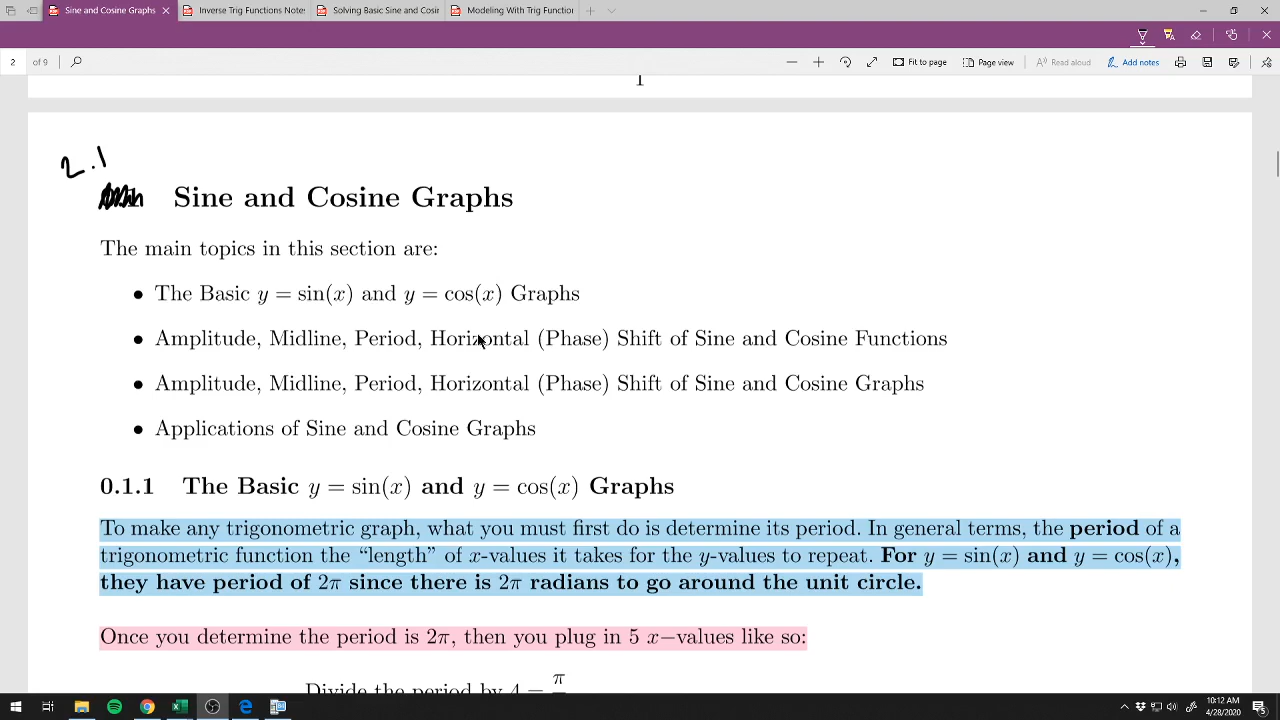 Sine and Cosine Graphs
Inverse Trig Functions Notes
Solving Basic Sine and Cosin
Modeling With Trig Function
2 of 9
Fit to page
Page view
Read aloud
Add notes
1
2.1
Sine and Cosine Graphs
The main topics in this section are:
• The Basic y = sin(x) and y = cos(x) Graphs
• Amplitude, Midline, Period, Horizontal (Phase) Shift of Sine and Cosine Functions
• Amplitude, Midline, Period, Horizontal (Phase) Shift of Sine and Cosine Graphs
• Applications of Sine and Cosine Graphs
0.1.1 The Basic y = sin(x) and y = cos(x) Graphs
To make any trigonometric graph, what you must first do is determine its period. In general terms, the period of a
trigonometric function the “length” of x-values it takes for the y-values to repeat. For y = sin(x) and y = cos(x),
they have period of 2π since there is 2π radians to go around the unit circle.
Once you determine the period is 2π, then you plug in 5 x−values like so:
Divide the period by 4 = π
10:12 AM
4/28/2020